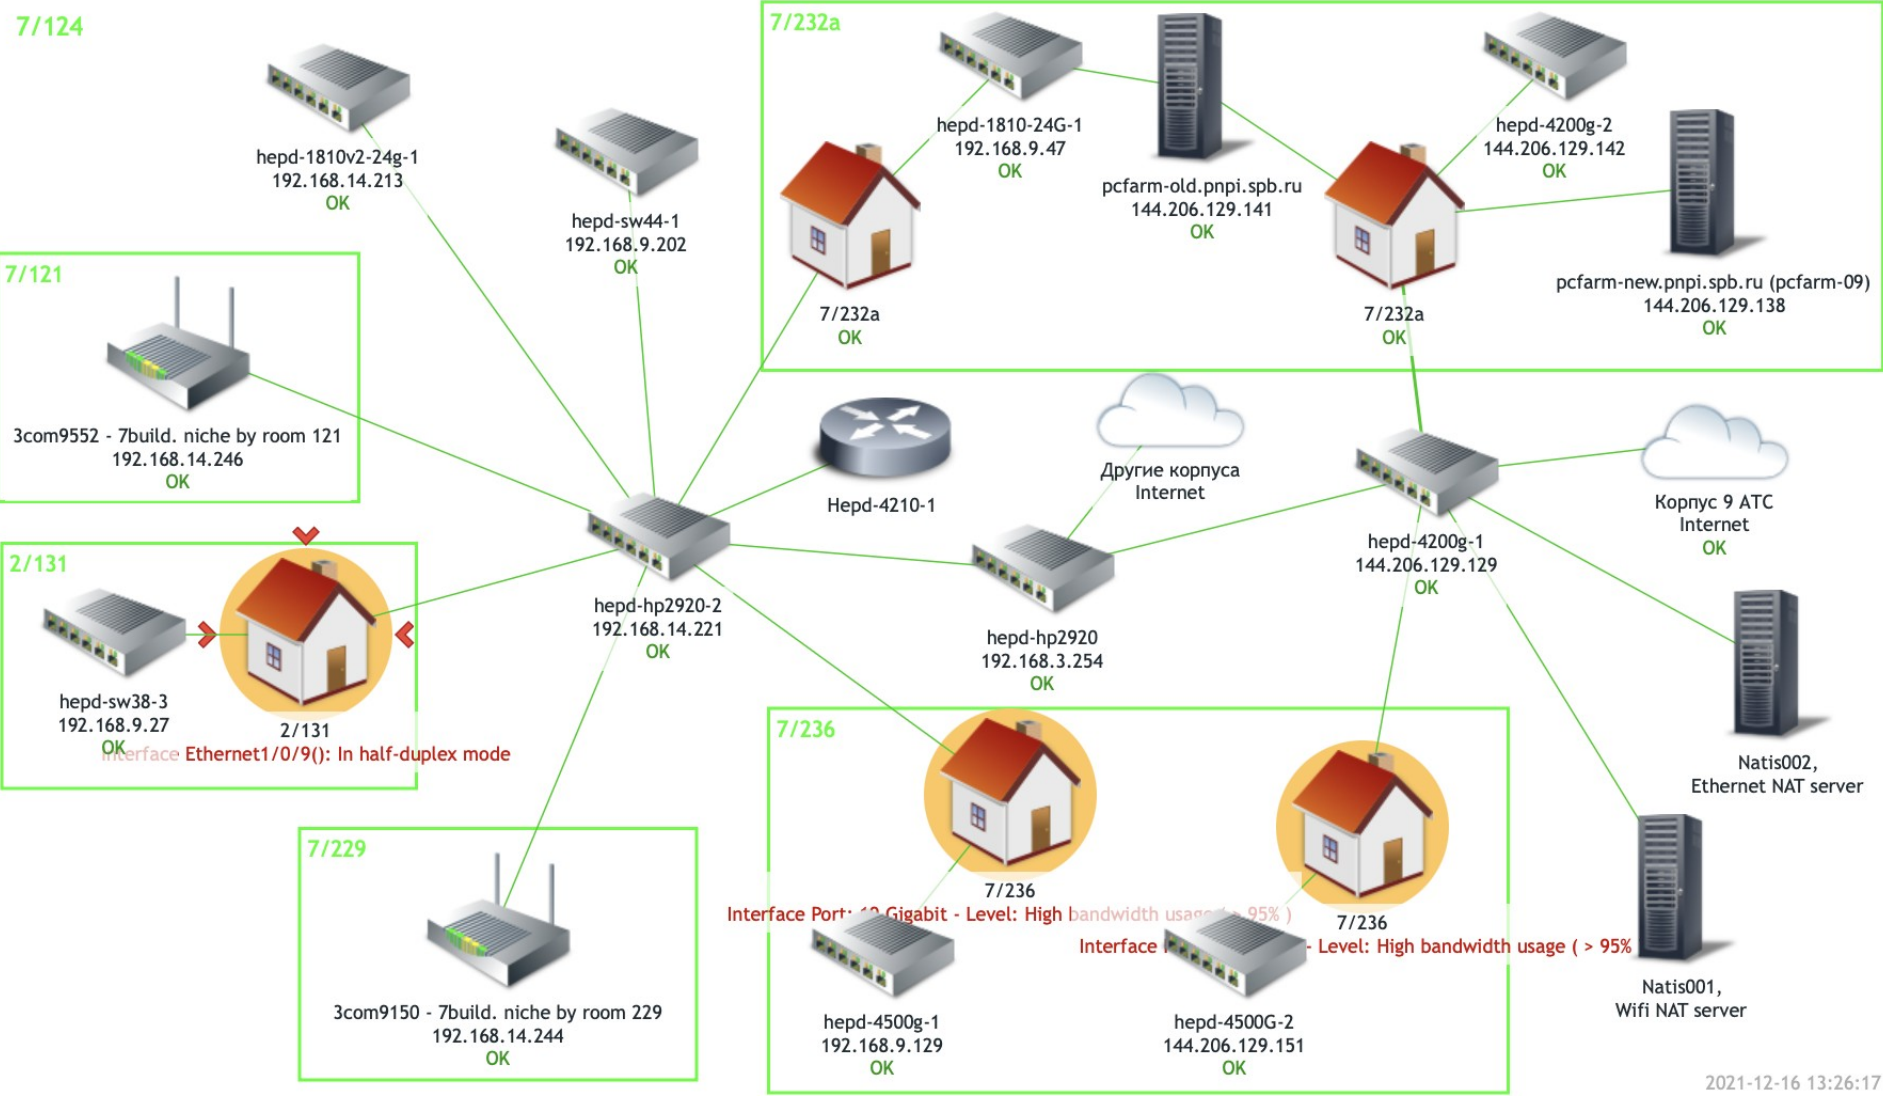 7/124
hepd-1810v2-24g-1
192.168.14.213
OK
hepd-sw44-1
192.168.9.202
OK
7/232a
hepd-1810-24G-1
192.168.9.47
OK
pcfarm-old.pnpi.spb.ru
144.206.129.141
OK
hepd-4200g-2
144.206.129.142
OK
pcfarm-new.pnpi.spb.ru (pcfarm-09)
144.206.129.138
OK
7/232a
OK
7/232a
OK
7/121
3com9552 - 7build. niche by room 121
192.168.14.246
OK
Hepd-4210-1
Другие корпуса
Internet
Корпус 9 АТС
Internet
OK
hepd-4200g-1
144.206.129.129
OK
hepd-hp2920-2
192.168.14.221
OK
hepd-hp2920
192.168.3.254
OK
2/131
hepd-sw38-3
192.168.9.27
OK
2/131
Interface Ethernet1/0/9(): In half-duplex mode
Natis002,
Ethernet NAT server
7/236
7/236
Interface Port: Gigabit - Level: High bandwidth usage ( > 95% )
7/236
Interface - Level: High bandwidth usage ( > 95%
hepd-4500g-1
192.168.9.129
OK
hepd-4500G-2
144.206.129.151
OK
Natis001,
Wifi NAT server
7/229
3com9150 - 7build. niche by room 229
192.168.14.244
OK
2021-12-16 13:26:17